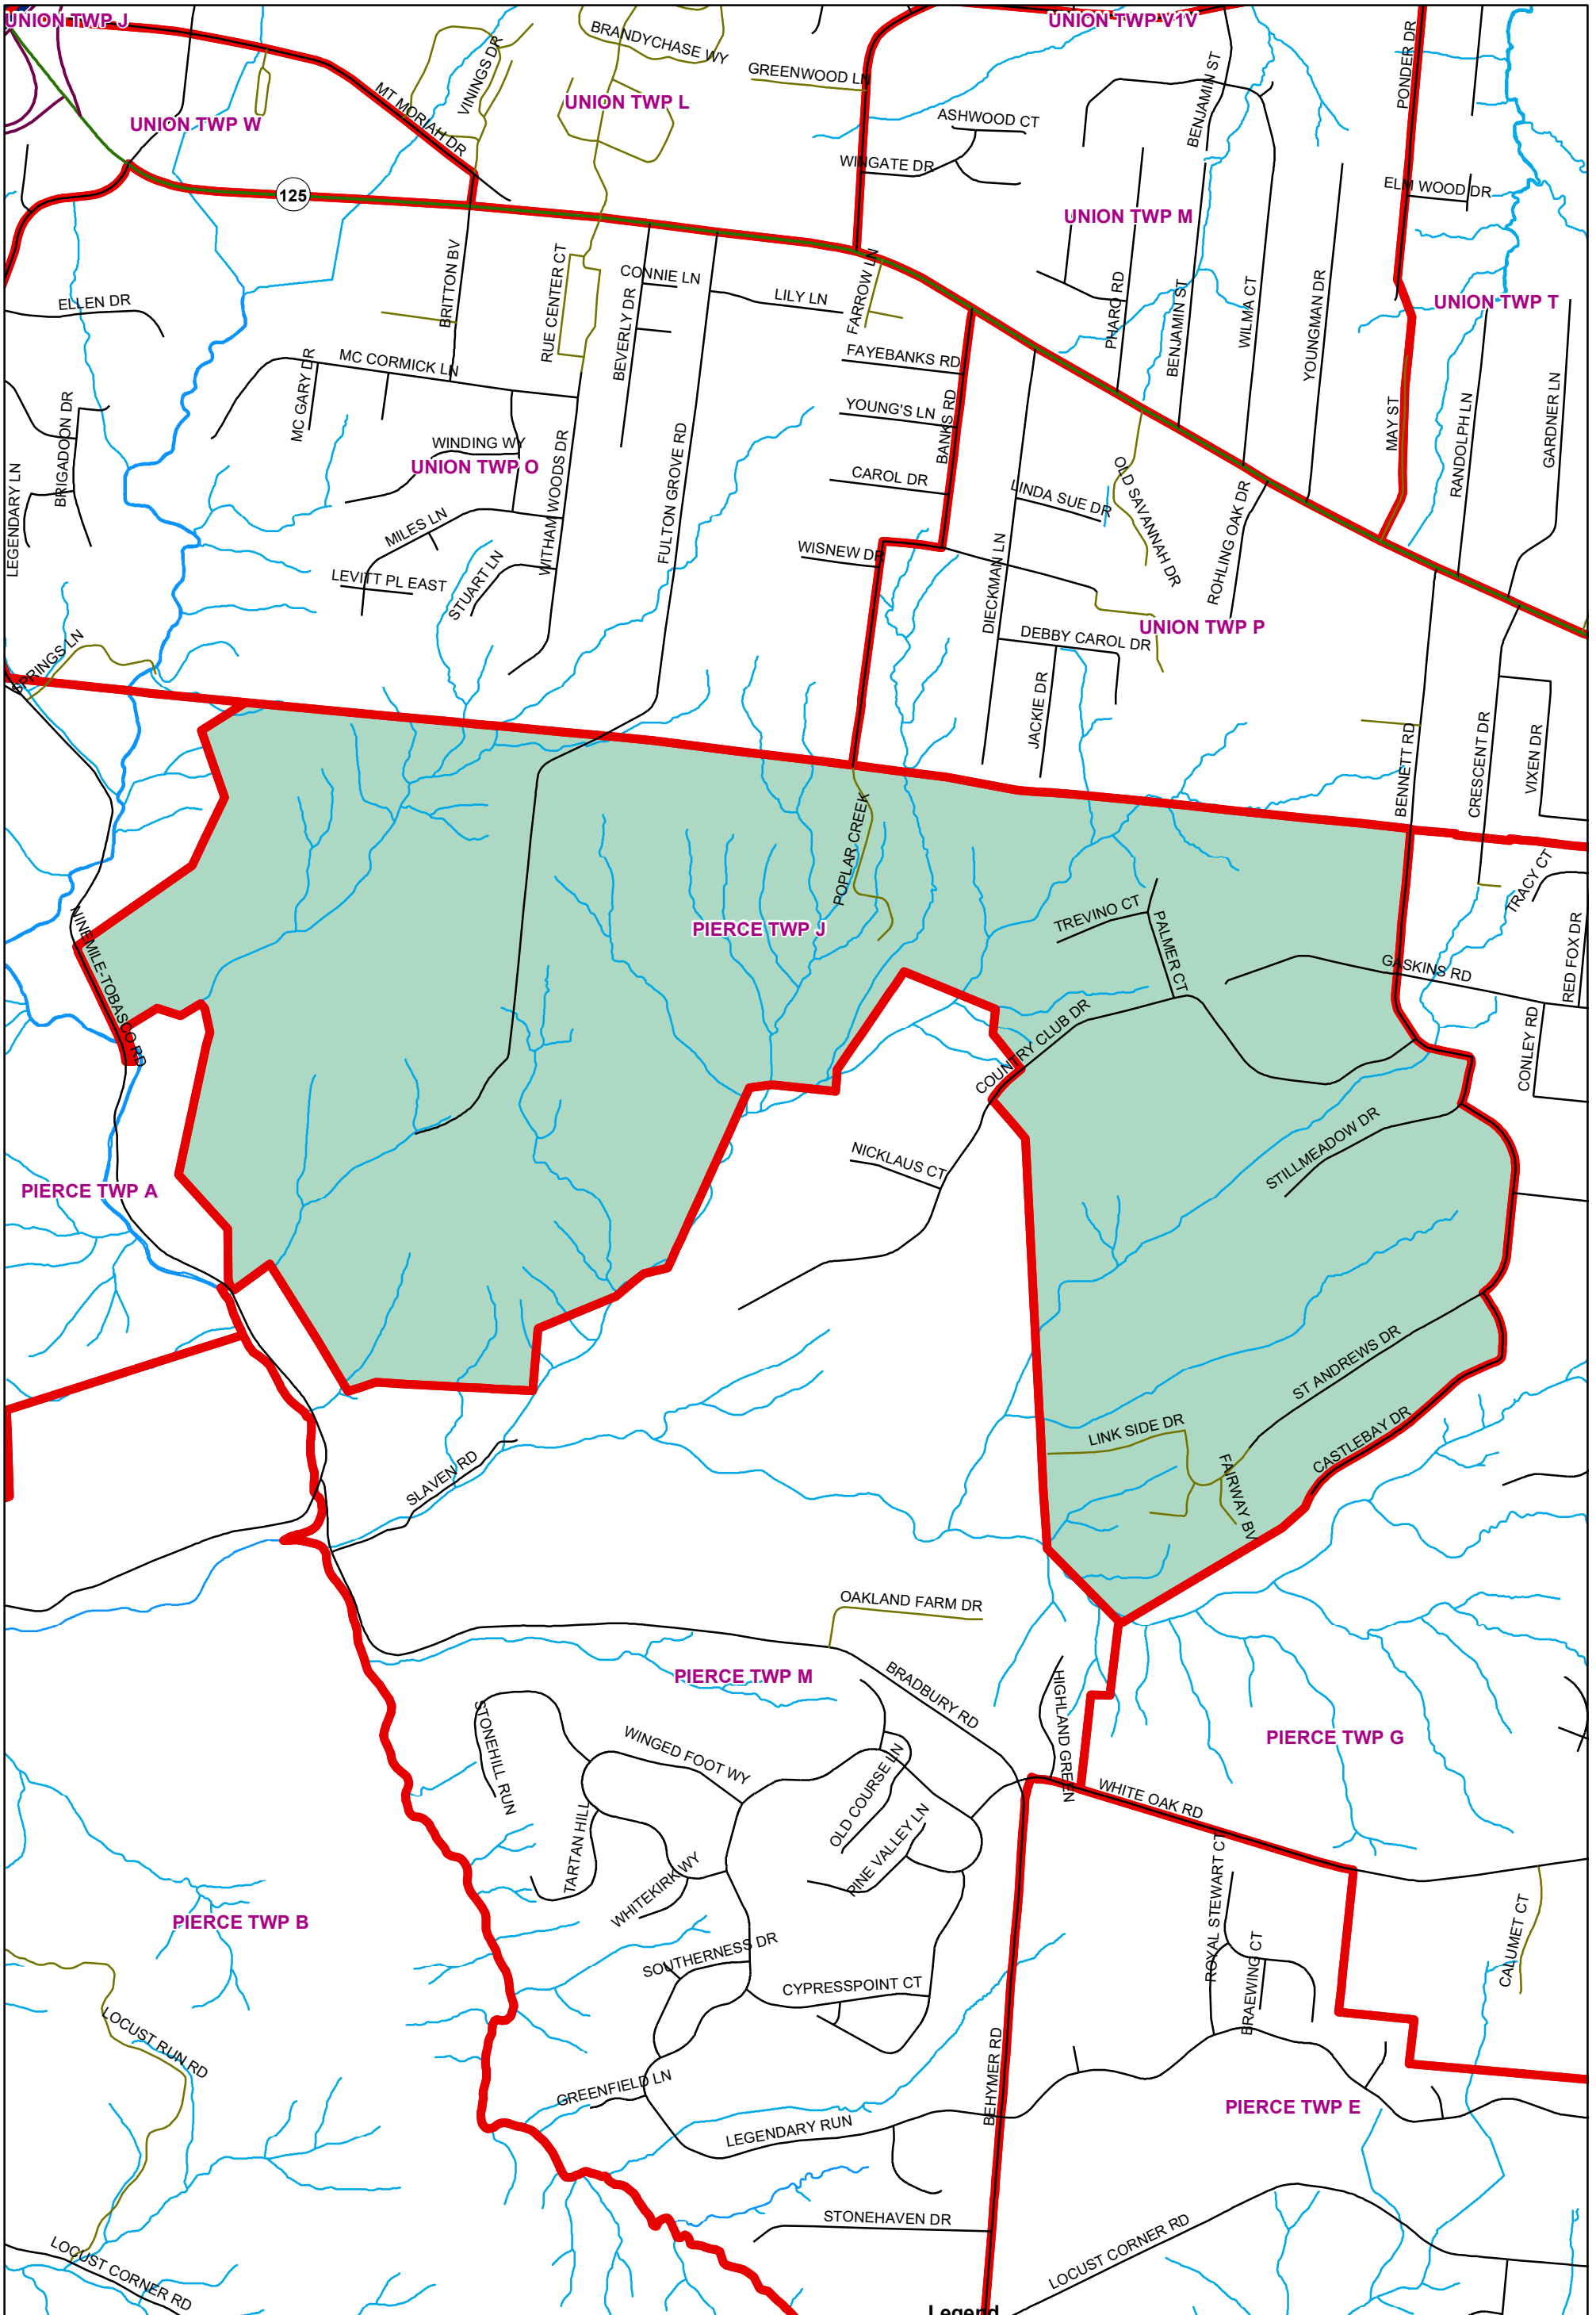 UNION TWP J
UNION TWP V1V
BRANDYCHASE WY
VININGS DR
GREENWOOD LN
PONDER DR
BENJAMIN ST
MT MORIAH DR
UNION TWP L
UNION TWP W
ASHWOOD CT
WINGATE DR
ELM WOOD DR
125
UNION TWP M
BRITTON BV
RUE CENTER CT
CONNIE LN
LILY LN
FARROW LN
BEVERLY DR
ELLEN DR
PHARO RD
BENJAMIN ST
WILMA CT
YOUNGMAN DR
UNION TWP T
MC GARY DR
MC CORMICK LN
FAYEBANKS RD
YOUNG'S LN
BANKS RD
MAY ST
RANDOLPH LN
GARDNER LN
BRIGADOON DR
LEGENDARY LN
WINDING WY
UNION TWP O
WITHAM WOODS DR
FULTON GROVE RD
CAROL DR
LINDA SUE DR
OLD SAVANNAH DR
ROHLING OAK DR
MILES LN
WISNEW DR
DIECKMAN LN
LEVITT PL EAST
STUART LN
UNION TWP P
DEBBY CAROL DR
SPRINGS LN
JACKIE DR
BENNETT RD
CRESCENT DR
VIXEN DR
POPLAR CREEK
TRACY CT
TREVINO CT
PALMER CT
PIERCE TWP J
NINEMILE-TOBASCO RD
GASKINS RD
RED FOX DR
COUNTRY CLUB DR
CONLEY RD
NICKLAUS CT
STILLMEADOW DR
PIERCE TWP A
ST ANDREWS DR
LINK SIDE DR
CASTLEBAY DR
FAIRWAY BV
SLAVEN RD
OAKLAND FARM DR
PIERCE TWP M
BRADBURY RD
HIGHLAND GREEN
PIERCE TWP G
STONEHILL RUN
WINGED FOOT WY
OLD COURSE LN
WHITE OAK RD
TARTAN HILL
PINE VALLEY LN
WHITEKIRK WY
ROYAL STEWART CT
PIERCE TWP B
CALUMET CT
SOUTHERNESS DR
CYPRESSPOINT CT
BRAEWING CT
LOCUST RUN RD
BEHYMER RD
GREENFIELD LN
PIERCE TWP E
LEGENDARY RUN
STONEHAVEN DR
LOCUST CORNER RD
LOCUST CORNER RD
Legend